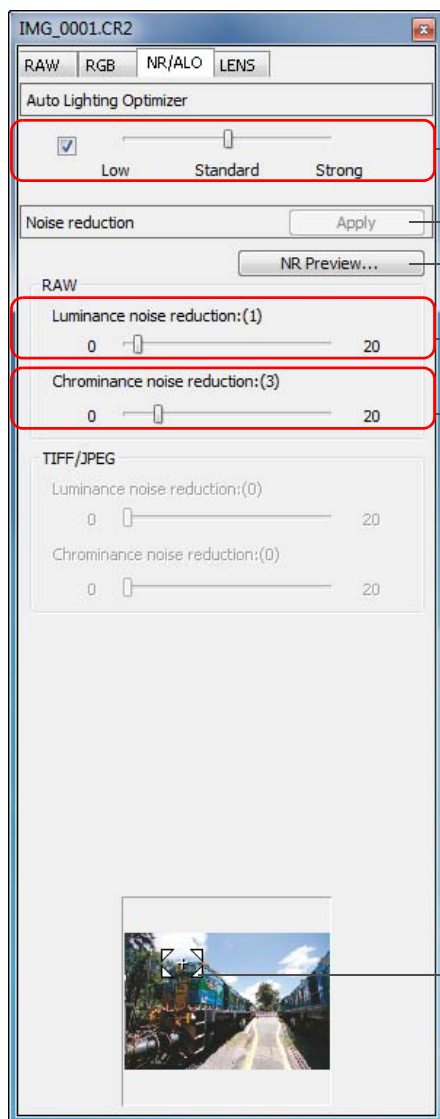 IMG_0001.CR2
RAW RGB NR/ALO LENS
Auto Lighting Optimizer
Low Standard Strong
Noise reduction Apply
NR Preview...
RAW
Luminance noise reduction:(1)
0 20
Chrominance noise reduction:(3)
0 20
TIFF/JPEG
Luminance noise reduction:(0)
0 20
Chrominance noise reduction:(0)
0 20